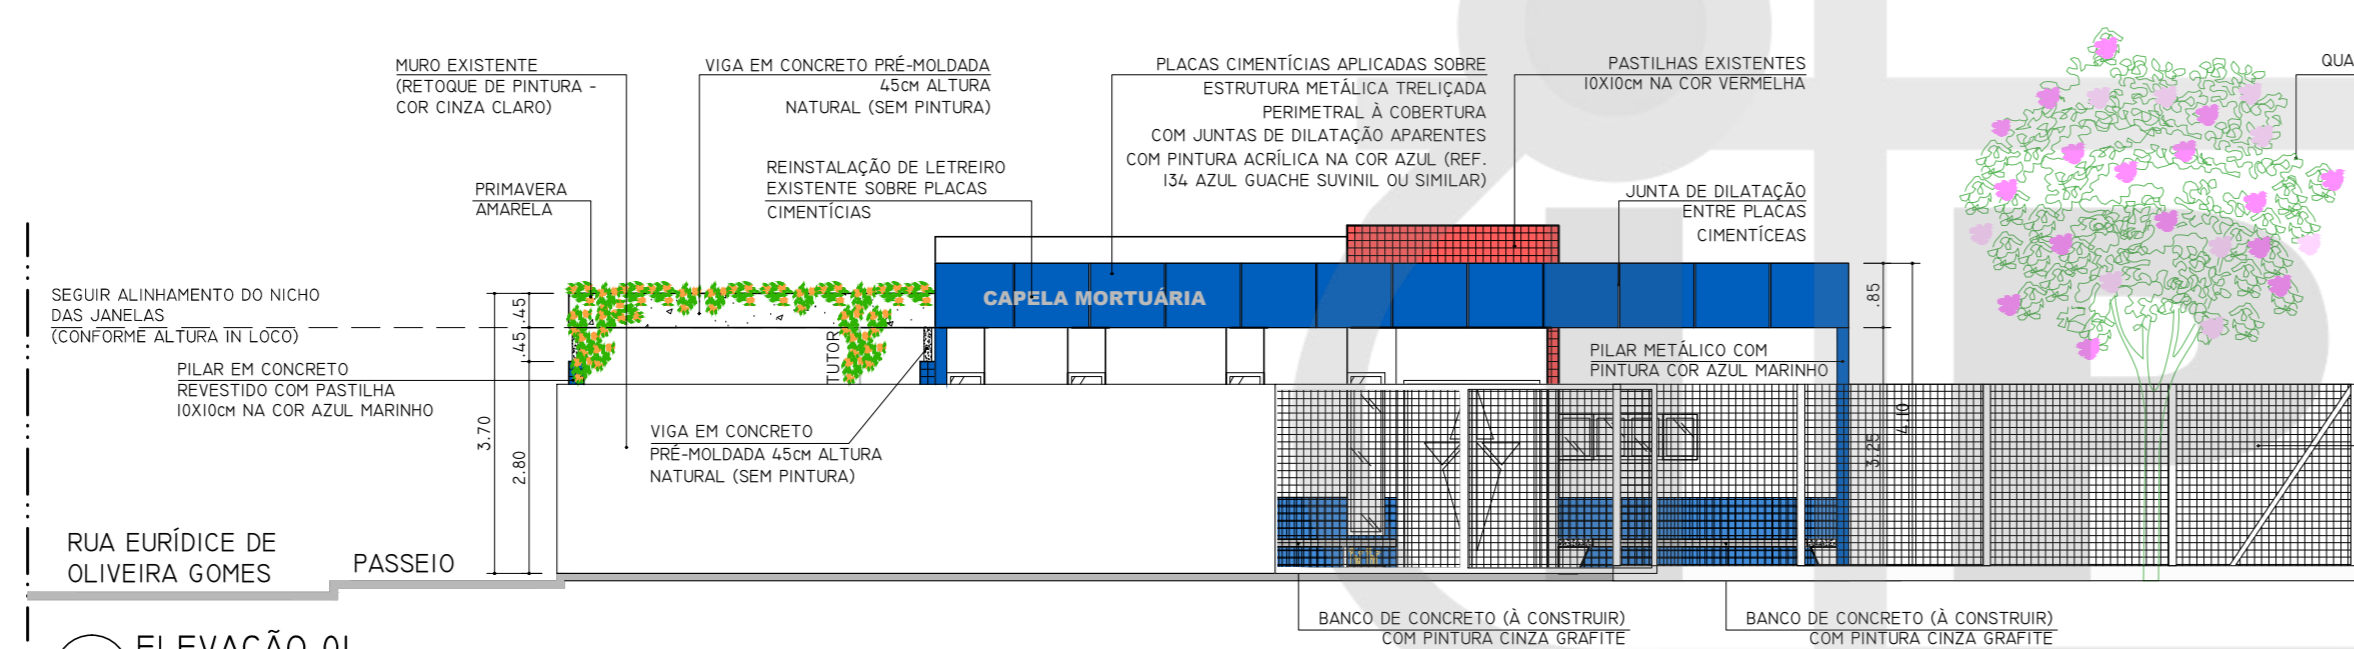 MURO EXISTENTE
(RETOQUE DE PINTURA -
COR CINZA CLARO)
VIGA EM CONCRETO PRÉ-MOLDADA
45CM ALTURA
NATURAL (SEM PINTURA)
PLACAS CIMENTÍCIAS APLICADAS SOBRE
ESTRUTURA METÁLICA TRELIÇADA
PERIMETRAL À COBERTURA
COM JUNTAS DE DILATAÇÃO APARENTES
COM PINTURA ACRÍLICA NA COR AZUL (REF.
134 AZUL GUACHE SUVINIL OU SIMILAR)
PASTILHAS EXISTENTES
10X10CM NA COR VERMELHA
QUA
PRIMAVERA
AMARELA
REINSTALAÇÃO DE LETREIRO
EXISTENTE SOBRE PLACAS
CIMENTÍCIAS
JUNTA DE DILATAÇÃO
ENTRE PLACAS
CIMENTÍCEAS
SEGUIR ALINHAMENTO DO NICHO
DAS JANELAS
(CONFORME ALTURA IN LOCO)
.45
.45
CAPELA MORTUÁRIA
.85
TUTOR
PILAR EM CONCRETO
REVESTIDO COM PASTILHA
10X10CM NA COR AZUL MARINHO
PILAR METÁLICO COM
PINTURA COR AZUL MARINHO
3.70
2.80
VIGA EM CONCRETO
PRÉ-MOLDADA 45CM ALTURA
NATURAL (SEM PINTURA)
3.25
4.10
RUA EURÍDICE DE
OLIVEIRA GOMES
PASSEIO
BANCO DE CONCRETO (À CONSTRUIR)
COM PINTURA CINZA GRAFITE
BANCO DE CONCRETO (À CONSTRUIR)
COM PINTURA CINZA GRAFITE
ELEVAÇÃO 01